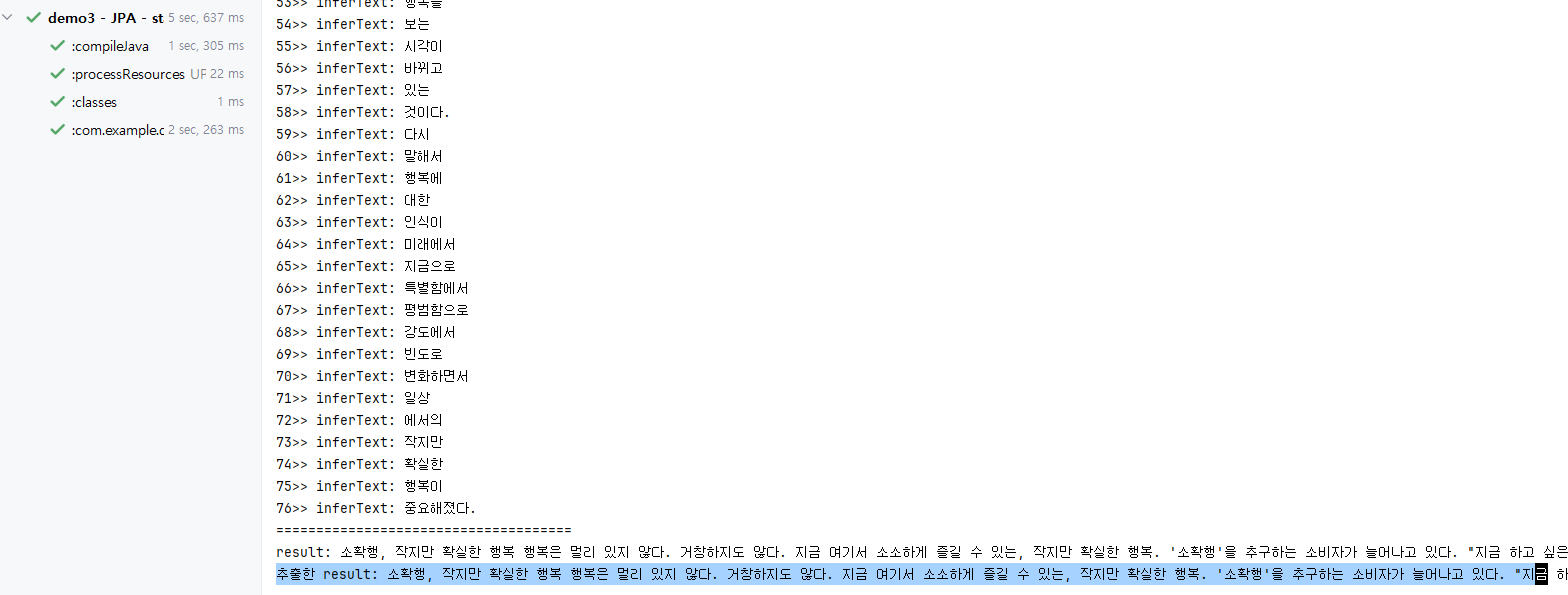 demo3 - JPA - st 5 sec, 637 ms
:compileJava 1 sec, 305 ms
:processResources UF 22 ms
:classes 1 ms
:com.example.c 2 sec, 263 ms
53>> inferText: 행복을
54>> inferText: 보는
55>> inferText: 시각이
56>> inferText: 바뀌고
57>> inferText: 있는
58>> inferText: 것이다.
59>> inferText: 다시
60>> inferText: 말해서
61>> inferText: 행복에
62>> inferText: 대한
63>> inferText: 인식이
64>> inferText: 미래에서
65>> inferText: 지금으로
66>> inferText: 특별함에서
67>> inferText: 평범함으로
68>> inferText: 강도에서
69>> inferText: 빈도로
70>> inferText: 변화하면서
71>> inferText: 일상
72>> inferText: 에서의
73>> inferText: 작지만
74>> inferText: 확실한
75>> inferText: 행복이
76>> inferText: 중요해졌다.
=====================================
result: 소확행, 작지만 확실한 행복 행복은 멀리 있지 않다. 거창하지도 않다. 지금 여기서 소소하게 즐길 수 있는, 작지만 확실한 행복. '소확행'을 추구하는 소비자가 늘어나고 있다. "지금 하고 싶은
추출한 result: 소확행, 작지만 확실한 행복 행복은 멀리 있지 않다. 거창하지도 않다. 지금 여기서 소소하게 즐길 수 있는, 작지만 확실한 행복. '소확행'을 추구하는 소비자가 늘어나고 있다. "지금 하